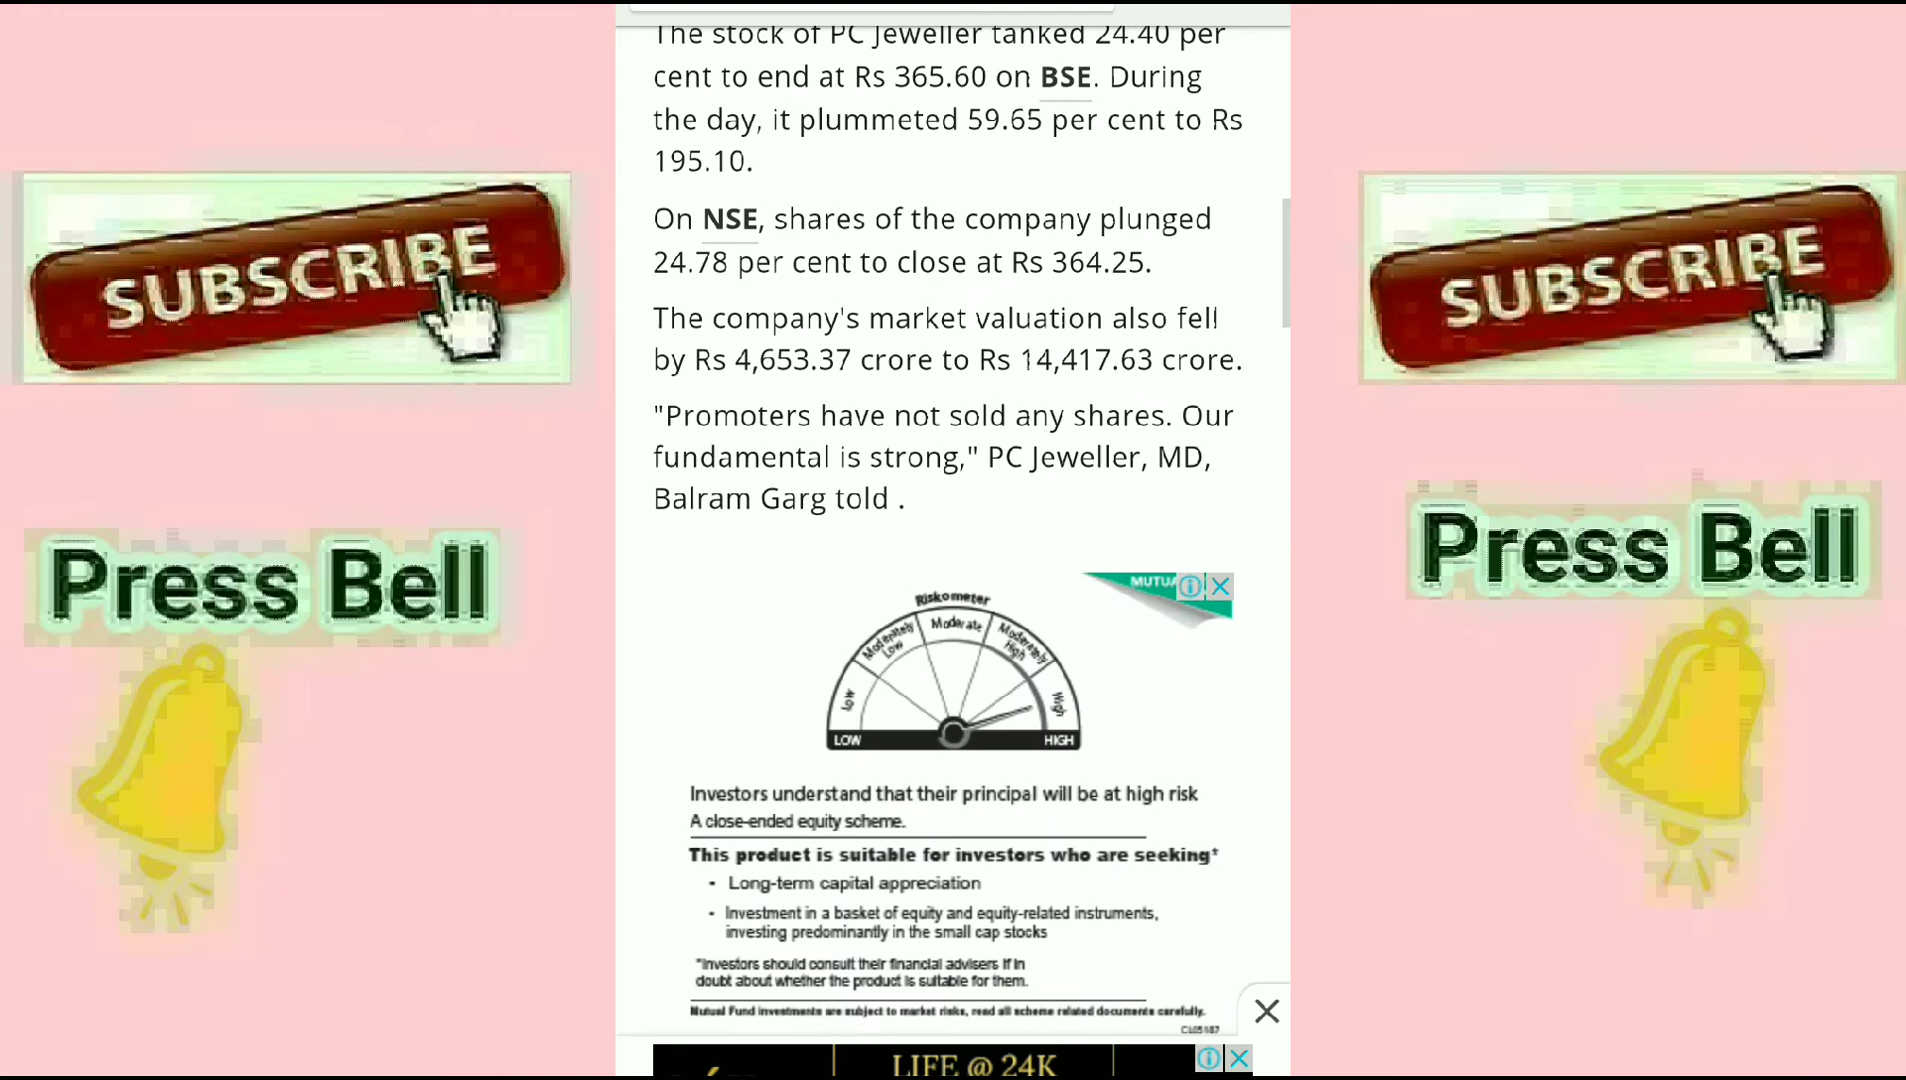 The stock of PC Jeweller tanked 24.40 per
cent to end at Rs 365.60 on BSE. During
the day, it plummeted 59.65 per cent to Rs
195.10.
On NSE, shares of the company plunged
24.78 per cent to close at Rs 364.25.
The company's market valuation also fell
by Rs 4,653.37 crore to Rs 14,417.63 crore.
"Promoters have not sold any shares. Our
fundamental is strong," PC Jeweller, MD,
Balram Garg told .
SUBSCRIBE
Press Bell
SUBSCRIBE
Press Bell
MUTUA
Riskometer
Low
Moderately Low
Moderate
Moderately High
High
LOW
HIGH
Investors understand that their principal will be at high risk
A close-ended equity scheme.
This product is suitable for investors who are seeking*
- Long-term capital appreciation
- Investment in a basket of equity and equity-related instruments,
investing predominantly in the small cap stocks
*Investors should consult their financial advisers if in
doubt about whether the product is suitable for them.
Mutual Fund investments are subject to market risks, read all scheme related documents carefully.
CL05187
LIFE @ 24K